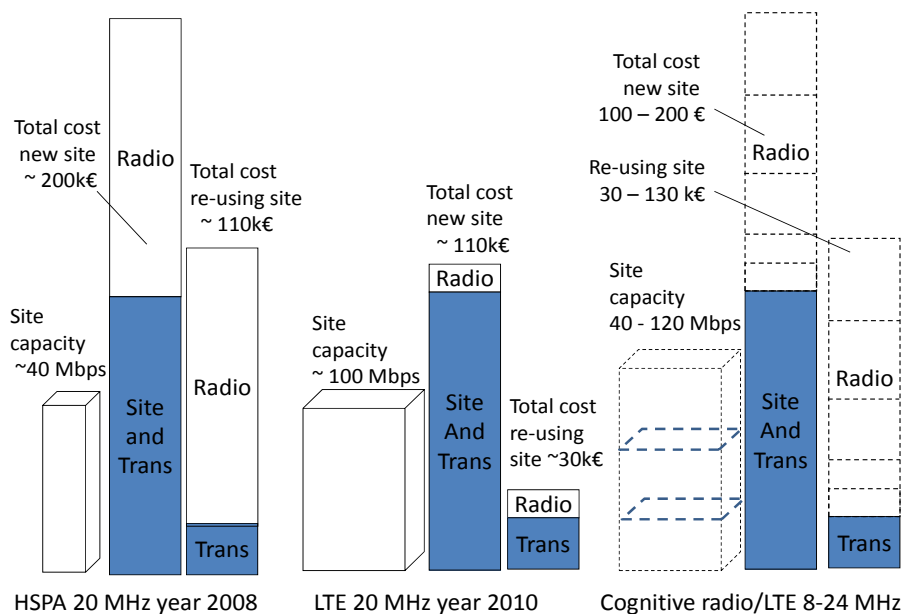 Total cost
new site
~ 200k€
Radio
Total cost
re-using site
~ 110k€
Site
capacity
~40 Mbps
Site
and
Trans
Radio
Trans
HSPA 20 MHz year 2008
Total cost
new site
~ 110k€
Radio
Site
capacity
~ 100 Mbps
Site
And
Trans
Total cost
re-using
site ~30k€
Radio
Trans
LTE 20 MHz year 2010
Total cost
new site
100 – 200 €
Radio
Re-using site
30 – 130 k€
Site
capacity
40 - 120 Mbps
Site
And
Trans
Radio
Trans
Cognitive radio/LTE 8-24 MHz